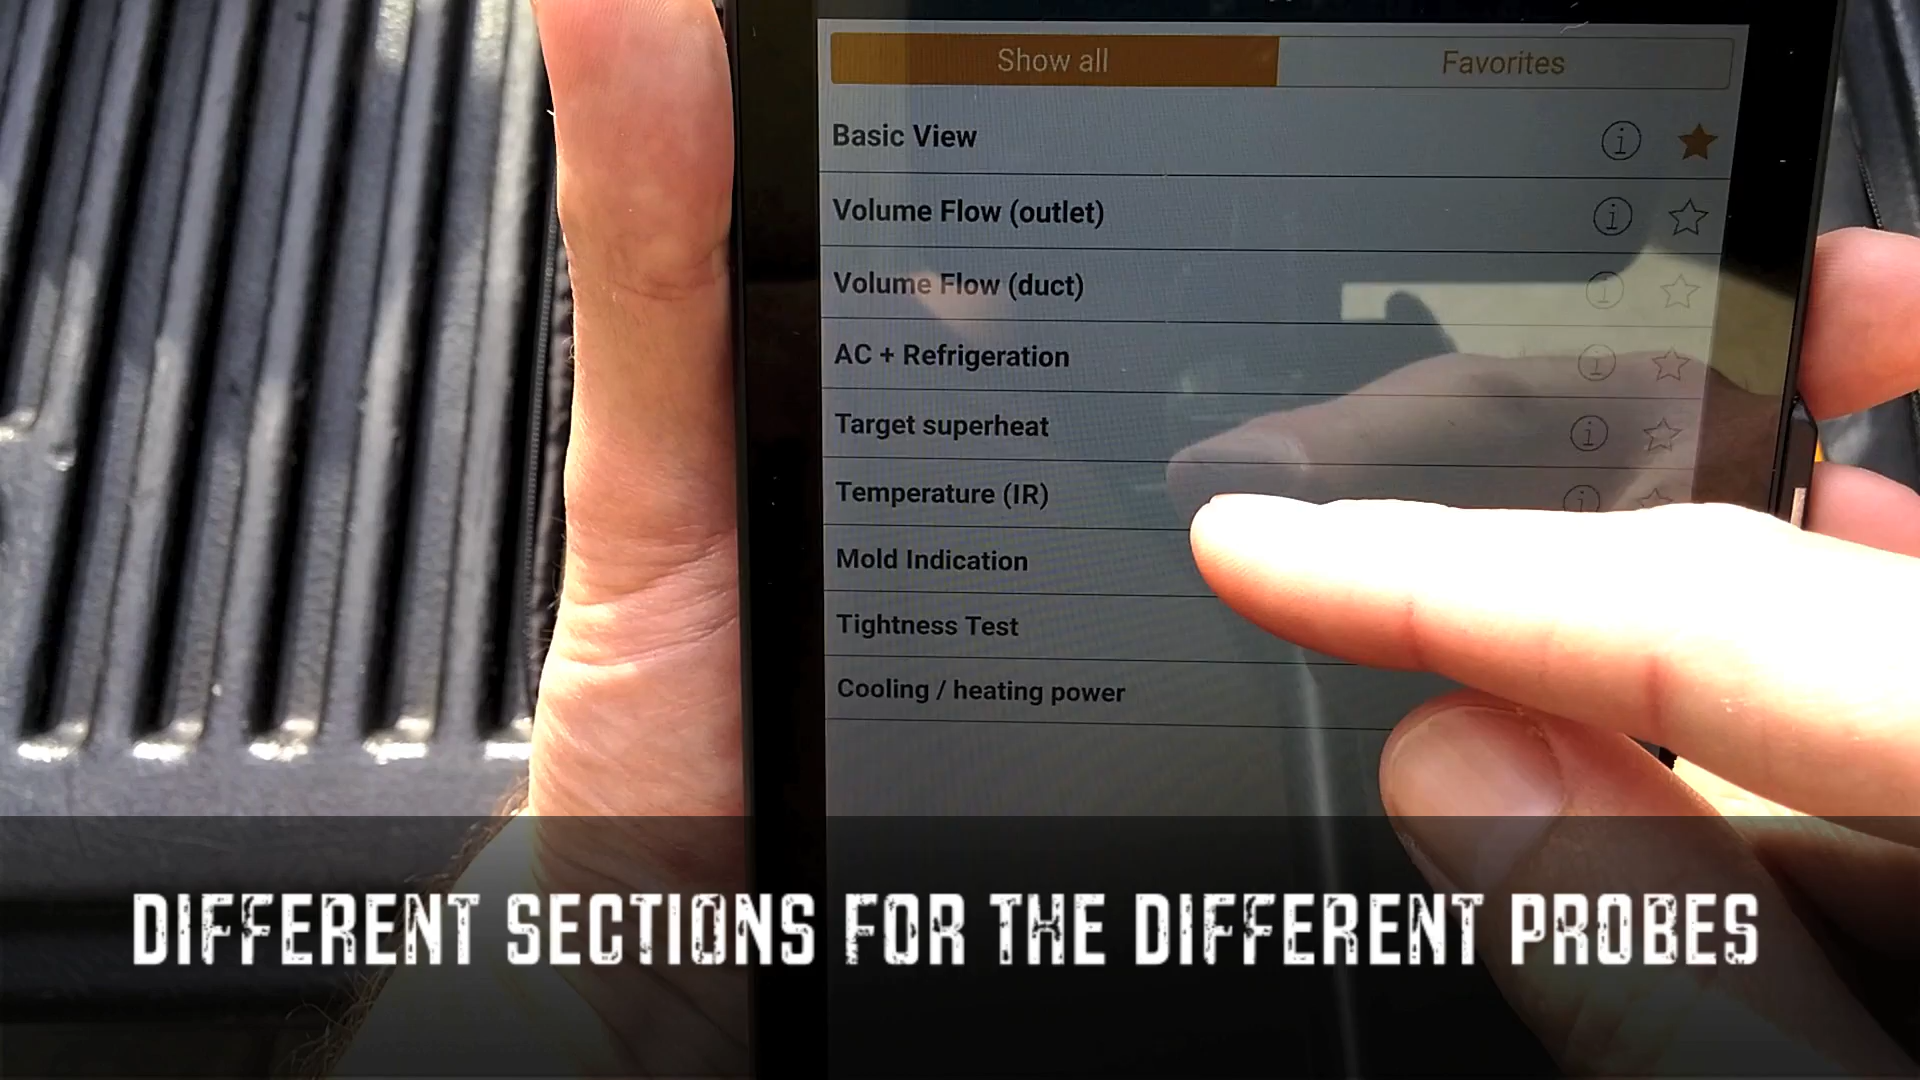 Show all
Favorites
Basic View
Volume Flow (outlet)
Volume Flow (duct)
AC + Refrigeration
Target superheat
Temperature (IR)
Mold Indication
Tightness Test
Cooling / heating power
DIFFERENT SECTIONS FOR THE DIFFERENT PROBES